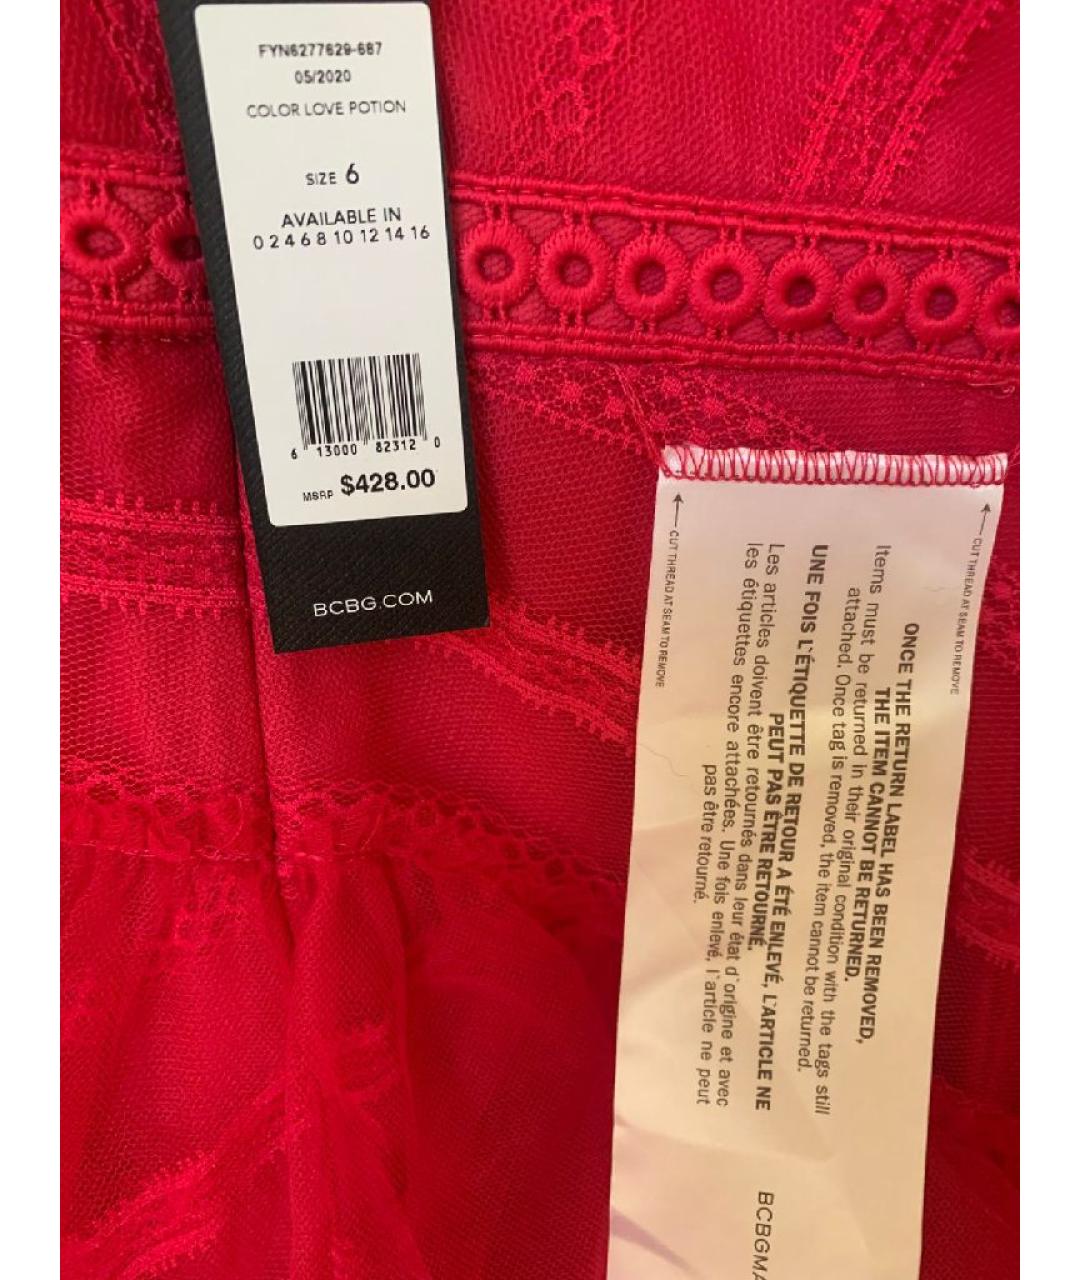 FYN6277629-687
05/2020
COLOR LOVE POTION
SIZE 6
AVAILABLE IN
0 2 4 6 8 10 12 14 16
6 13000 82312 0
MSRP $428.00
BCBG.COM
CUT THREAD AT SEAM TO REMOVE
ONCE THE RETURN LABEL HAS BEEN REMOVED,
THE ITEM CANNOT BE RETURNED.
Items must be returned in their original condition with the tags still
attached. Once tag is removed, the item cannot be returned.
UNE FOIS L'ÉTIQUETTE DE RETOUR A ÉTÉ ENLEVÉ, L'ARTICLE NE
PEUT PAS ÊTRE RETOURNÉ.
Les articles doivent être retournés dans leur état d'origine et avec
les étiquettes encore attachées. Une fois enlevé, l'article ne peut
pas être retourné.
CUT THREAD AT SEAM TO REMOVE
BCBGMA